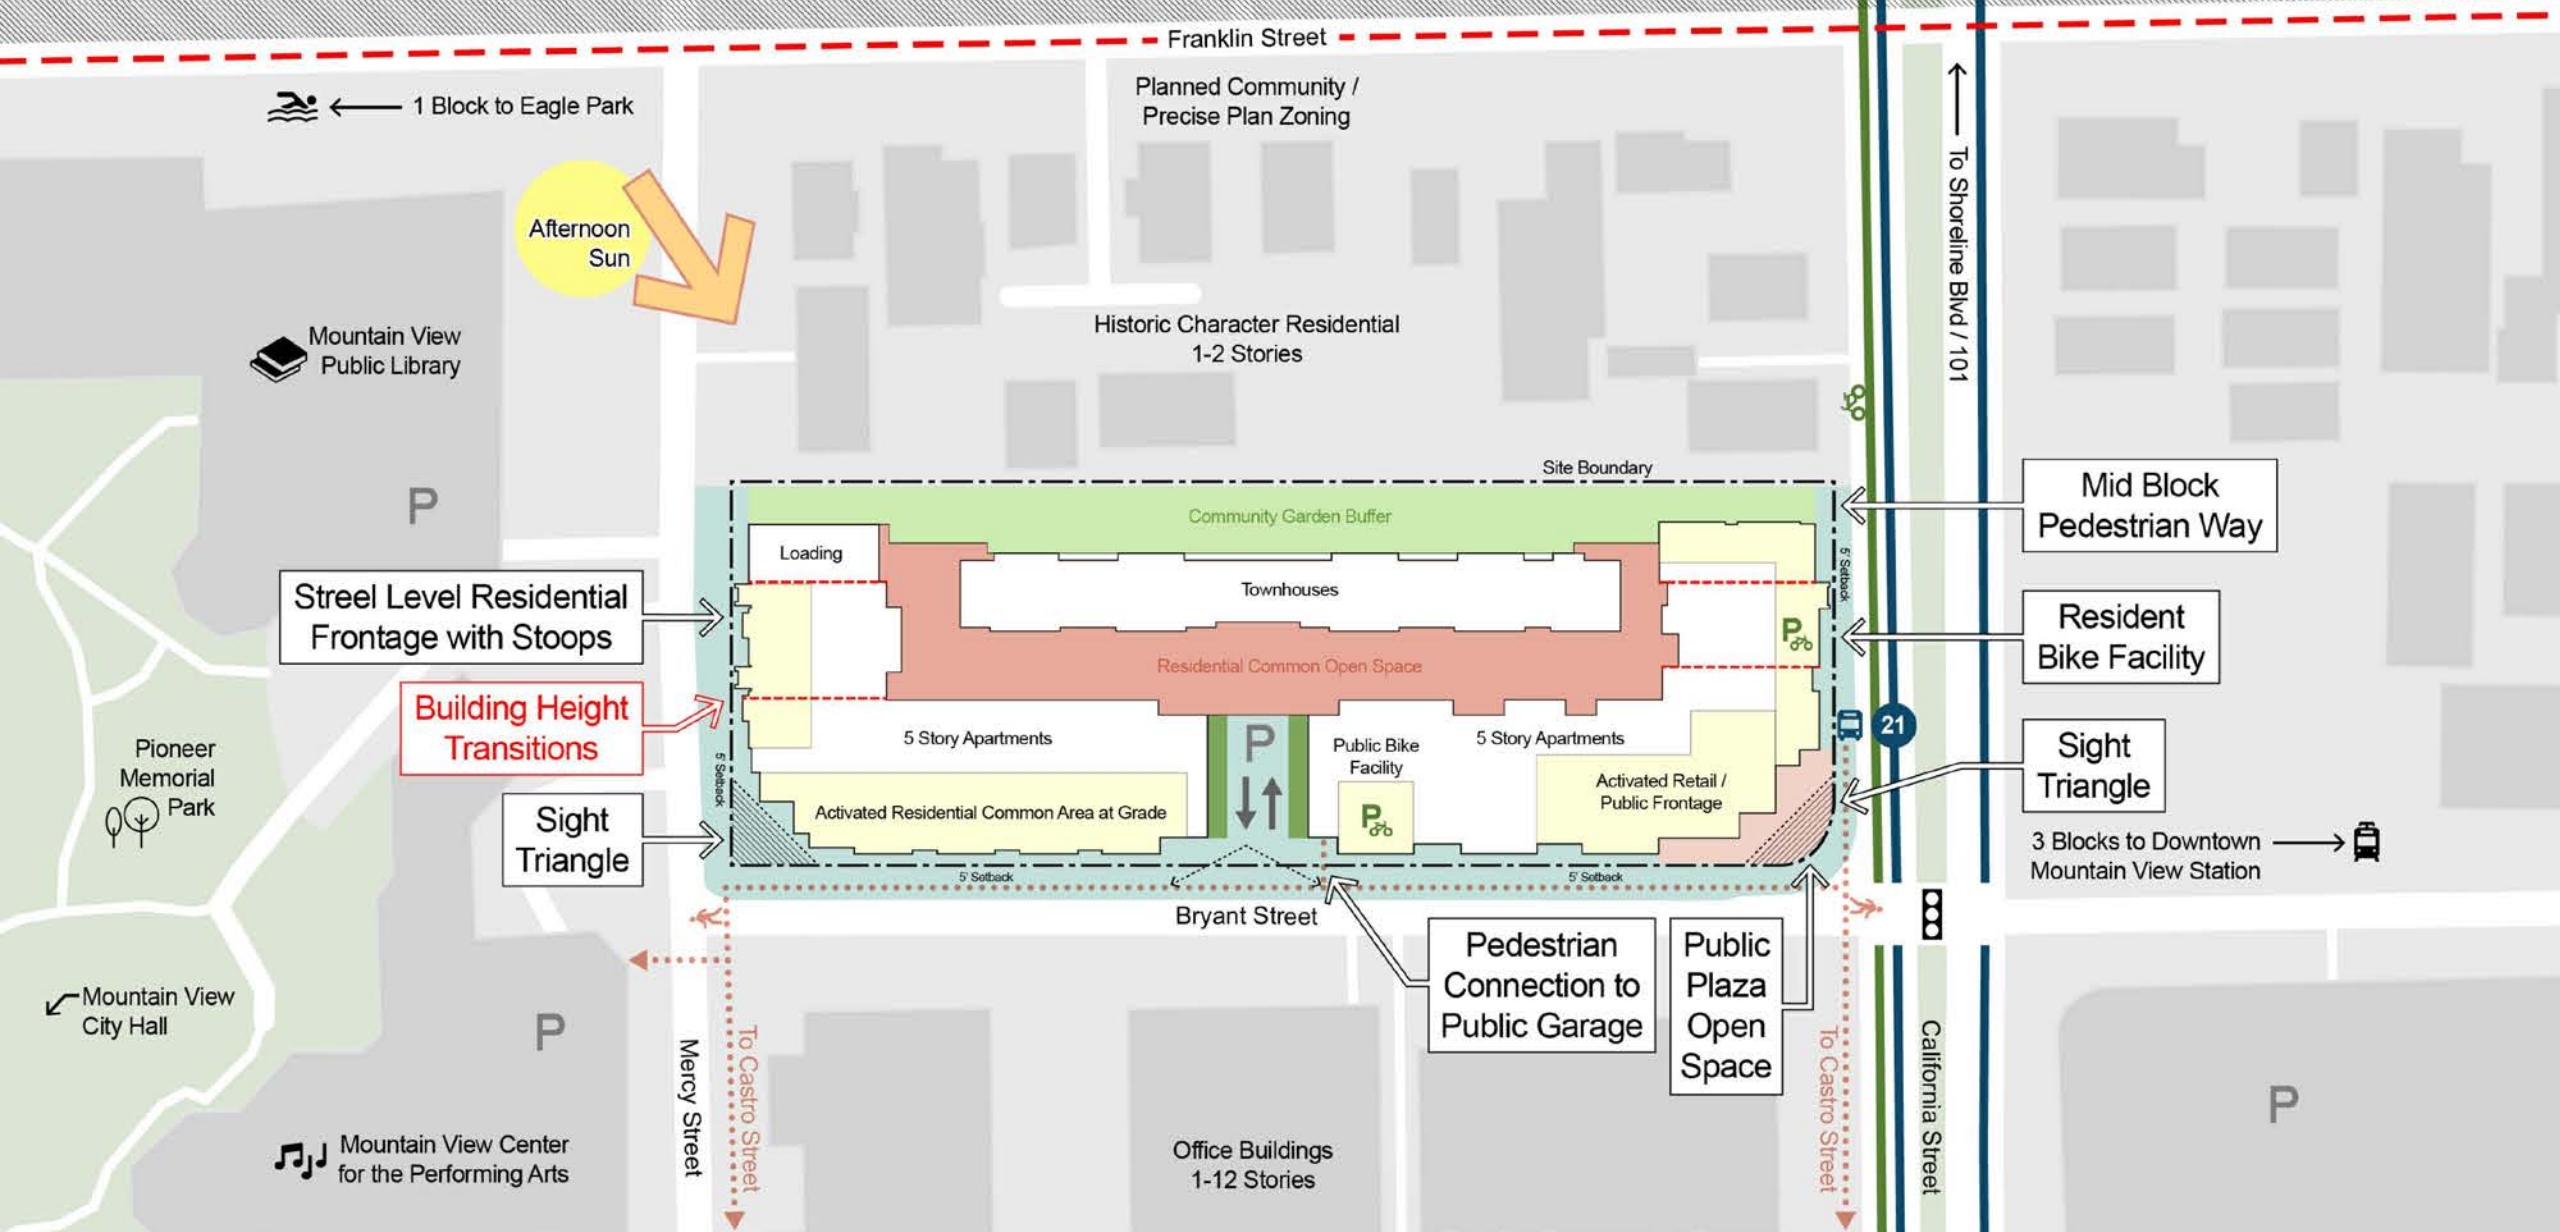 Franklin Street
Planned Community /
Precise Plan Zoning
1 Block to Eagle Park
To Shoreline Blvd / 101
Afternoon
Sun
Mountain View
Public Library
Historic Character Residential
1-2 Stories
Site Boundary
Mid Block
Pedestrian Way
P
Community Garden Buffer
Loading
5' Setback
Townhouses
Streel Level Residential
Frontage with Stoops
Resident
Bike Facility
P
Residential Common Open Space
Building Height
Transitions
5 Story Apartments
P
Public Bike
Facility
5 Story Apartments
21
Sight
Triangle
Pioneer
Memorial
Park
5' Setback
Activated Retail /
Public Frontage
Sight
Triangle
Activated Residential Common Area at Grade
P
3 Blocks to Downtown
Mountain View Station
5' Setback
5' Setback
Bryant Street
Pedestrian
Connection to
Public Garage
Public
Plaza
Open
Space
Mountain View
City Hall
P
Mercy Street
To Castro Street
To Castro Street
California Street
P
Mountain View Center
for the Performing Arts
Office Buildings
1-12 Stories